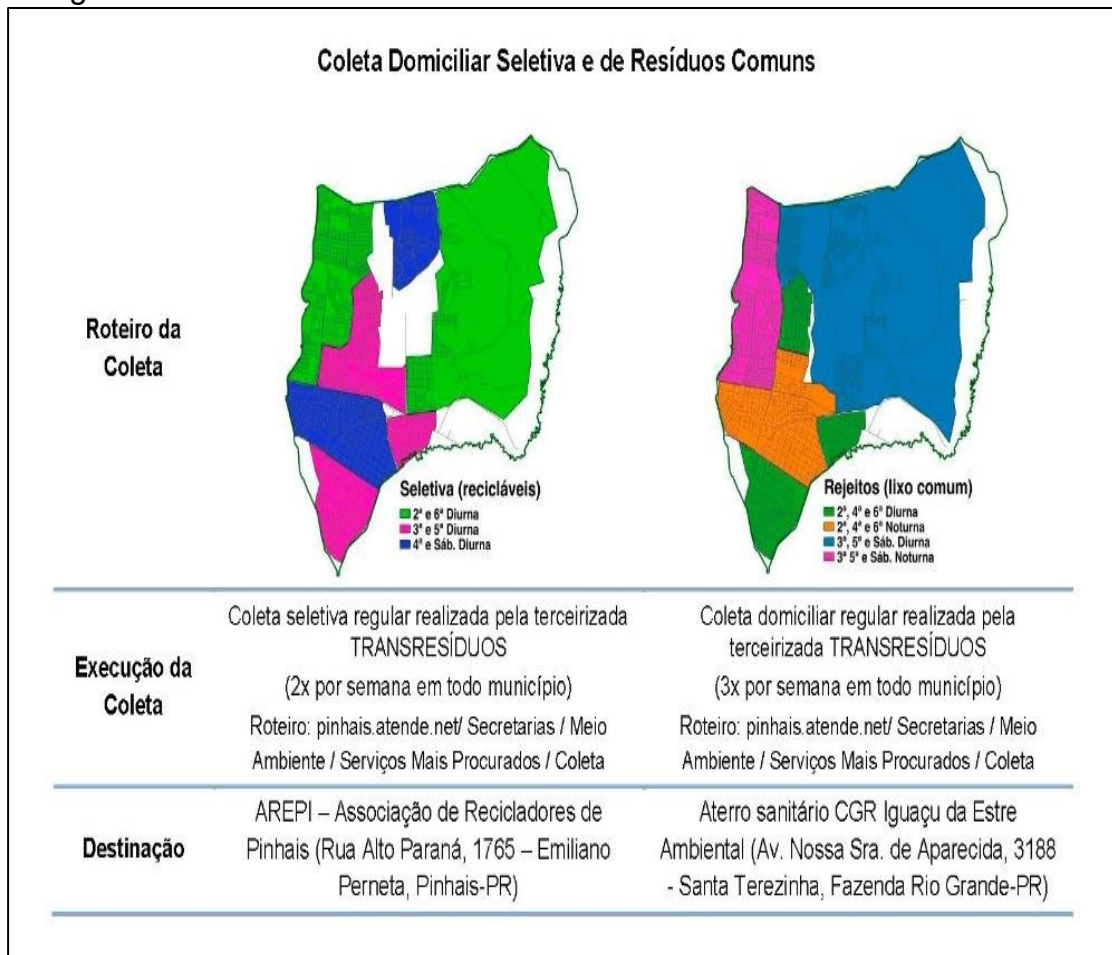 Coleta Domiciliar Seletiva e de Resíduos Comuns
Roteiro da
Coleta
Seletiva (recicláveis)
2ª e 6ª Diurna
3ª e 5ª Diurna
4ª e Sáb. Diurna
Rejeitos (lixo comum)
2ª, 4ª e 6ª Diurna
2ª, 4ª e 6ª Noturna
3ª, 5ª e Sáb. Diurna
3ª 5ª e Sáb. Noturna
Execução da
Coleta
Coleta seletiva regular realizada pela terceirizada
TRANSRESÍDUOS
(2x por semana em todo município)
Roteiro: pinhais.atende.net/ Secretarias / Meio
Ambiente / Serviços Mais Procurados / Coleta
Coleta domiciliar regular realizada pela
terceirizada TRANSRESÍDUOS
(3x por semana em todo município)
Roteiro: pinhais.atende.net/ Secretarias / Meio
Ambiente / Serviços Mais Procurados / Coleta
Destinação
AREPI – Associação de Recicladores de
Pinhais (Rua Alto Paraná, 1765 – Emiliano
Perneta, Pinhais-PR)
Aterro sanitário CGR Iguaçu da Estre
Ambiental (Av. Nossa Sra. de Aparecida, 3188
- Santa Terezinha, Fazenda Rio Grande-PR)